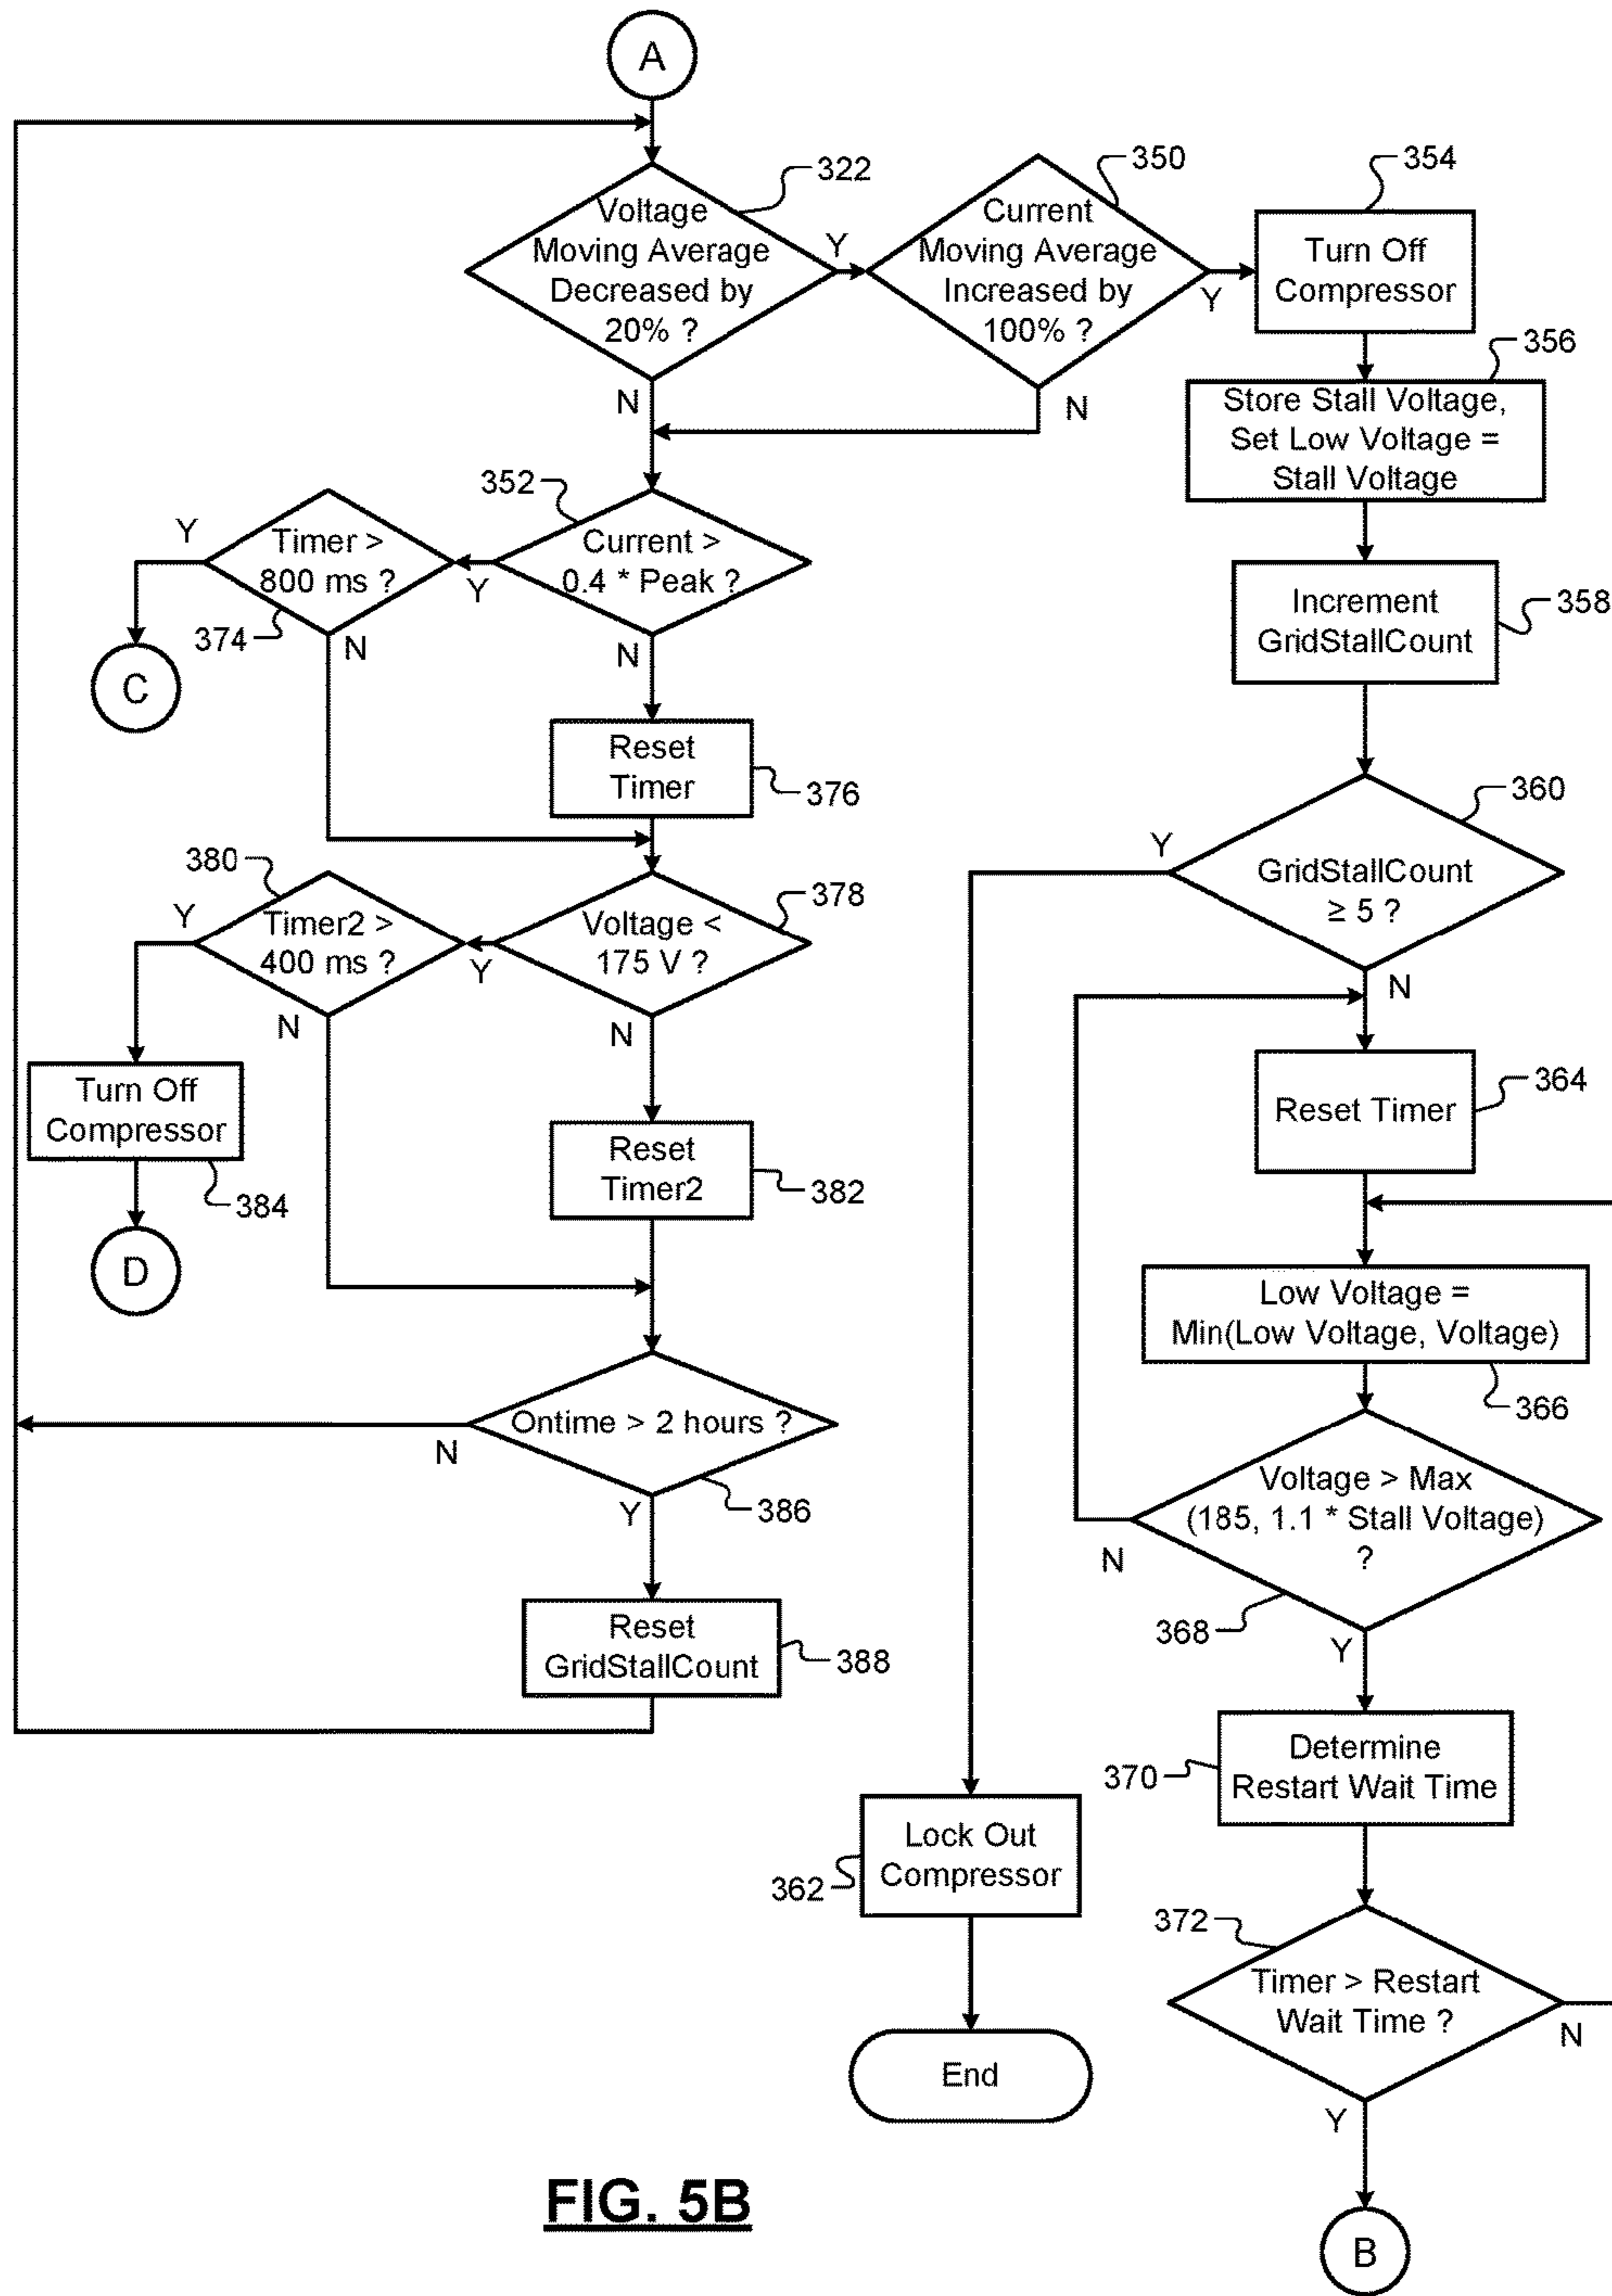 A
322
Voltage
Moving Average
Decreased by
20% ?
Y
N
350
Current
Moving Average
Increased by
100% ?
Y
N
354
Turn Off
Compressor
356
Store Stall Voltage,
Set Low Voltage =
Stall Voltage
352
Current >
0.4 * Peak ?
Y
N
Timer >
800 ms ?
Y
374
N
C
Increment
GridStallCount
358
Reset
Timer
376
360
GridStallCount
≥ 5 ?
Y
N
380
Timer2 >
400 ms ?
Y
N
378
Voltage <
175 V ?
Y
N
Turn Off
Compressor
384
D
Reset
Timer2
382
Reset Timer
364
Low Voltage =
Min(Low Voltage, Voltage)
366
Ontime > 2 hours ?
N
386
Y
Voltage > Max
(185, 1.1 * Stall Voltage)
?
N
368
Y
Reset
GridStallCount
388
370
Determine
Restart Wait Time
Lock Out
Compressor
362
372
Timer > Restart
Wait Time ?
N
Y
End
B
FIG. 5B